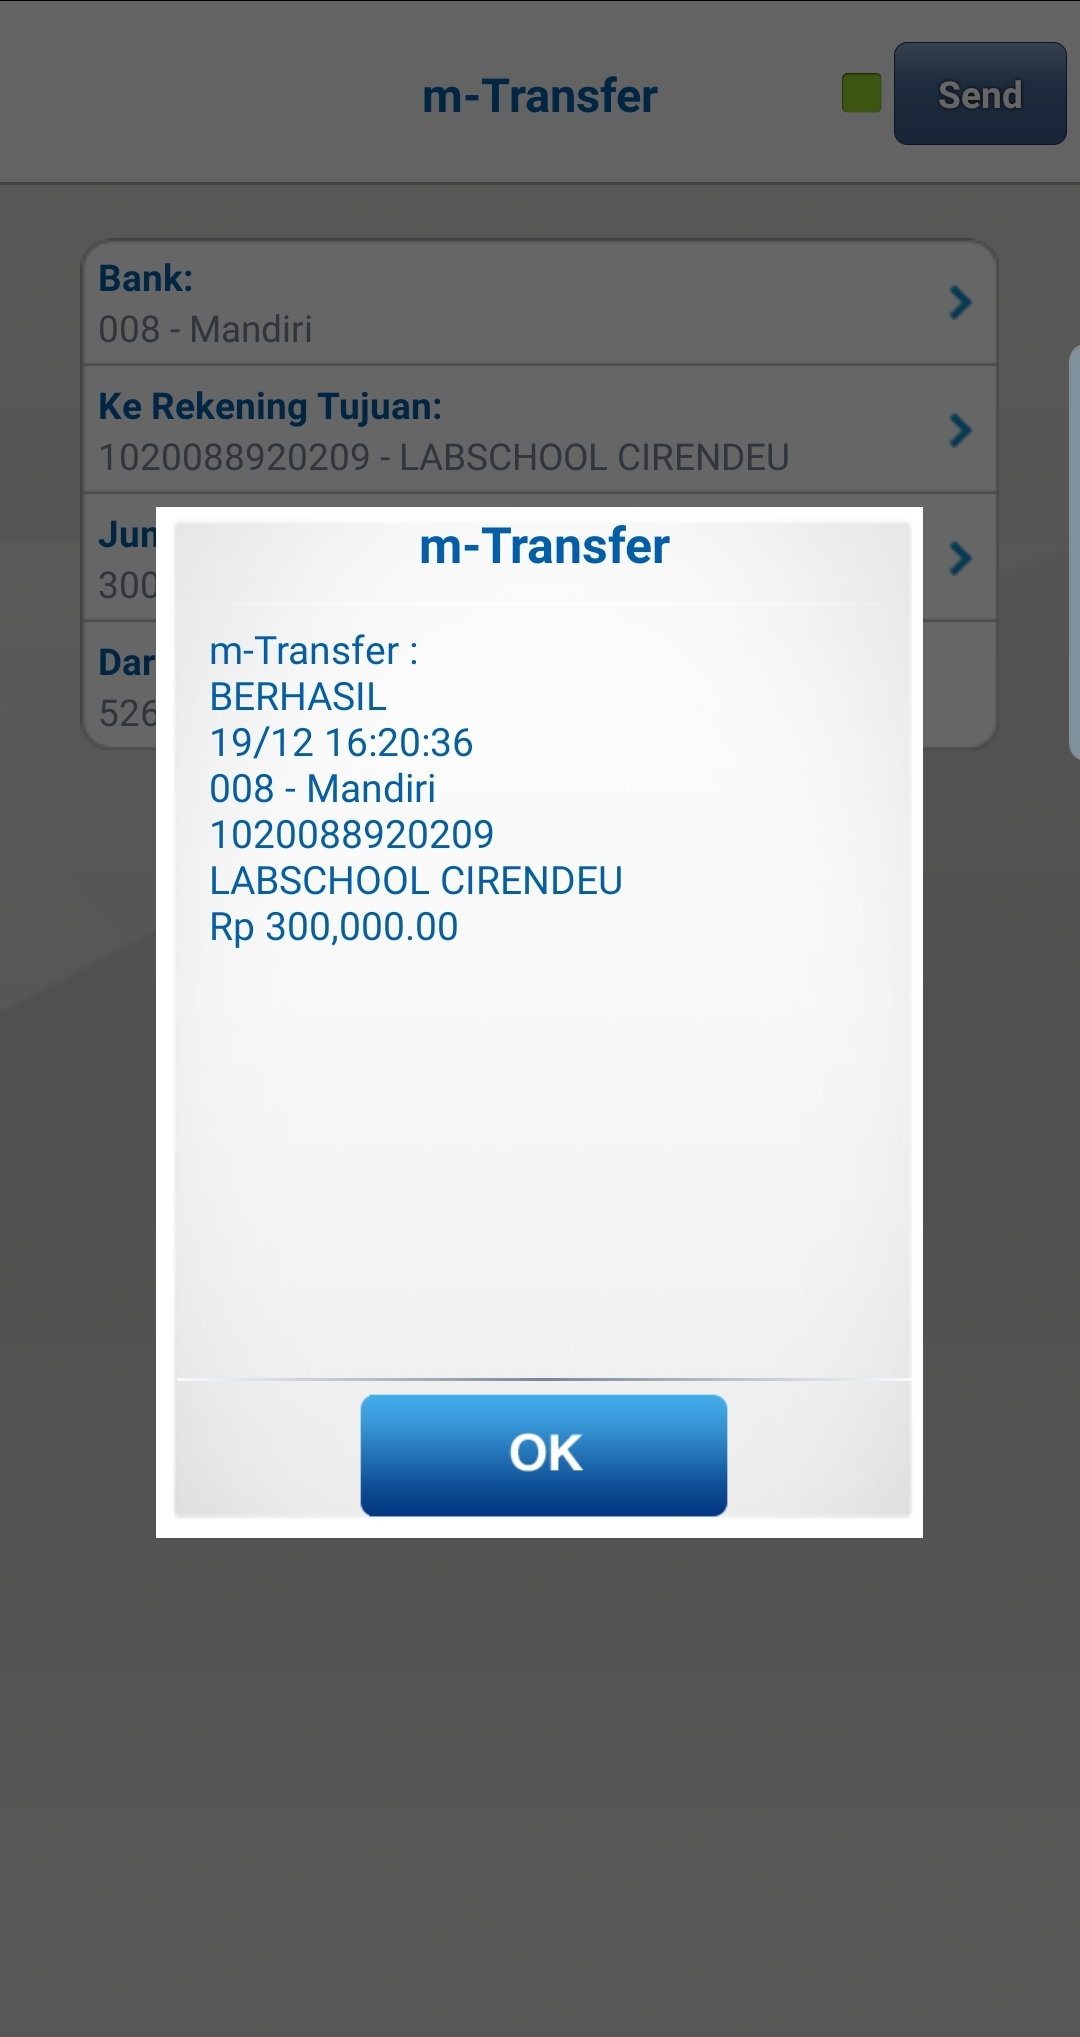 m-Transfer
Send
Bank:
008 - Mandiri
Ke Rekening Tujuan:
1020088920209 - LABSCHOOL CIRENDEU
Jun
300
Dar
526
m-Transfer
m-Transfer :
BERHASIL
19/12 16:20:36
008 - Mandiri
1020088920209
LABSCHOOL CIRENDEU
Rp 300,000.00
OK